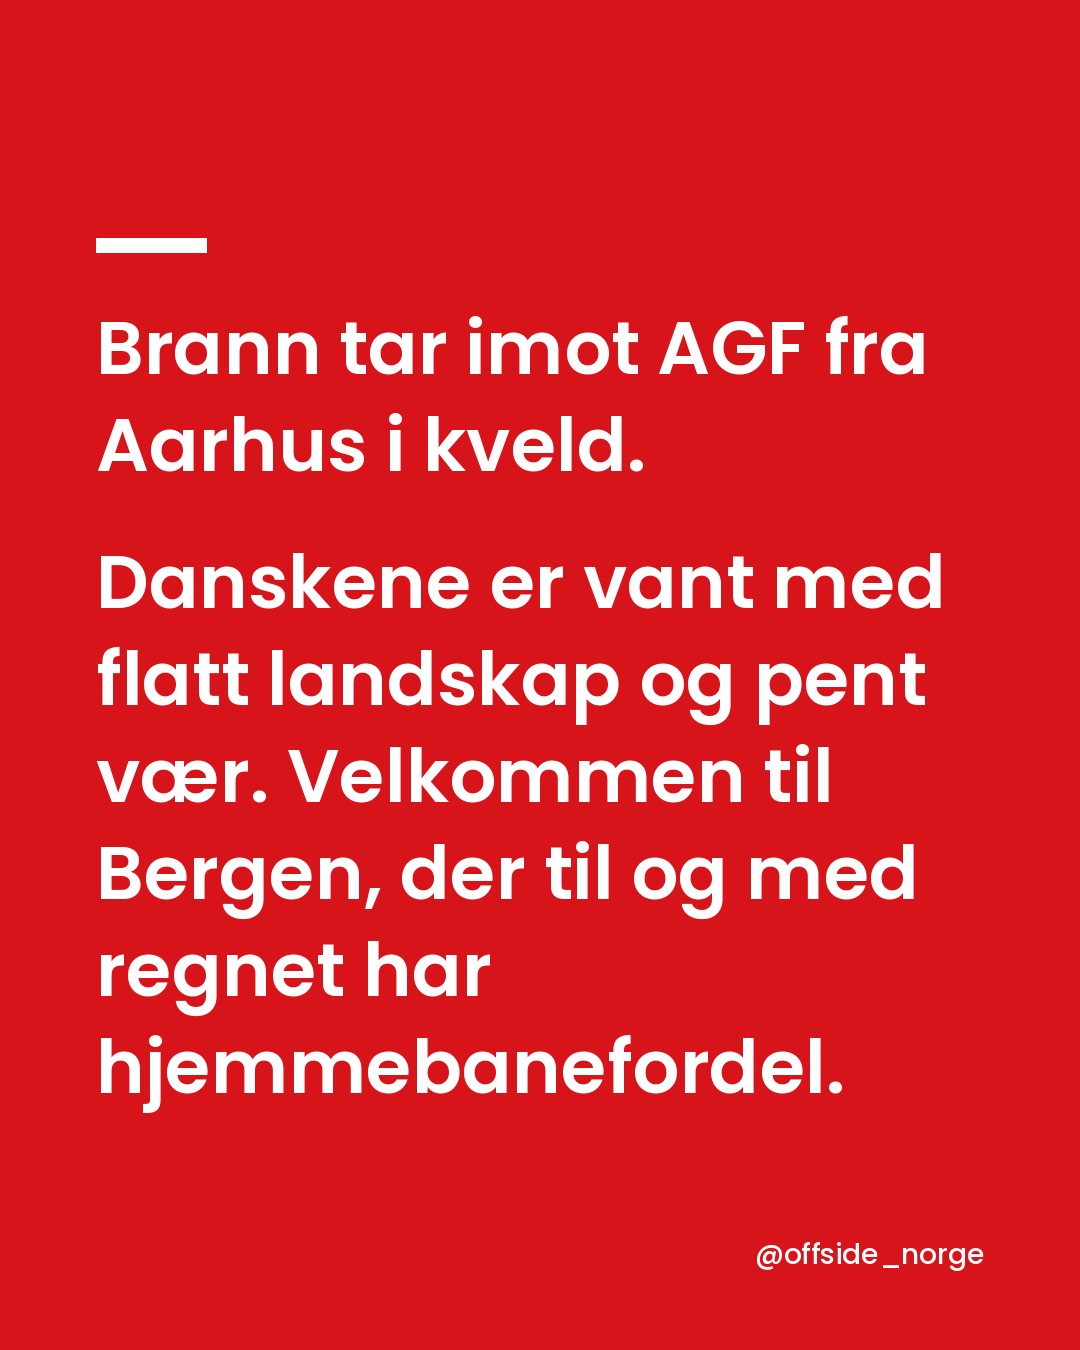 Brann tar imot AGF fra
Aarhus i kveld.
Danskene er vant med
flatt landskap og pent
vær. Velkommen til
Bergen, der til og med
regnet har
hjemmebanefordel.
@offside_norge